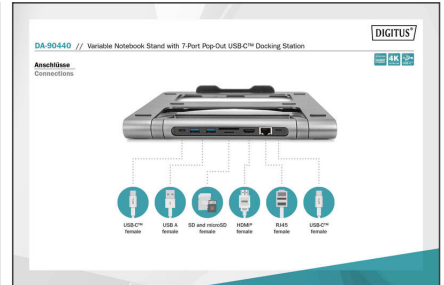 DIGITUS®
DA-90440 // Variable Notebook Stand with 7-Port Pop-Out USB-C™ Docking Station
4K
Anschlüsse
Connections
USB-C™
female
USB A
female
SD and microSD
female
HDMI®
female
RJ45
female
USB-C™
female